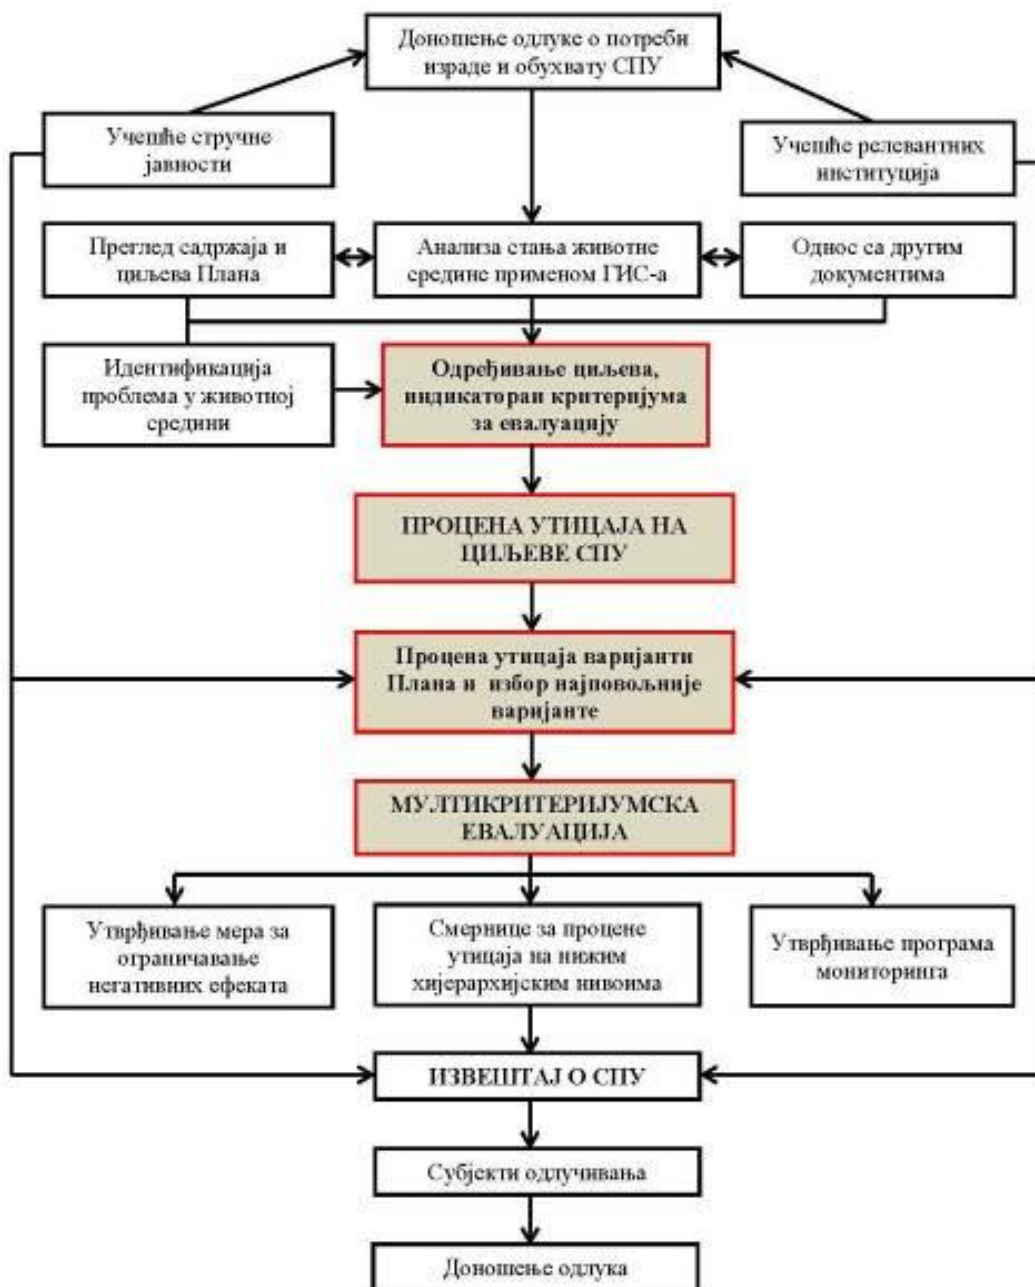 Доношење одлуке о потреби
израде и обухвату СПУ
Учешће стручне
јавности
Учешће релевантних
институција
Преглед садржаја и
циљева Плана
Анализа стања животне
средине применом ГИС-а
Однос са другим
документима
Идентификација
проблема у животној
средини
Одређивање циљева,
индикатораи критеријума
за евалуацију
ПРОЦЕНА УТИЦАЈА НА
ЦИЉЕВЕ СПУ
Процена утицаја варијанти
Плана и избор најповољније
варијанте
МУЛТИКРИТЕРИЈУМСКА
ЕВАЛУАЦИЈА
Утврђивање мера за
ограничавање
негативних ефеката
Смернице за процене
утицаја на нижим
хијерархијским нивоима
Утврђивање програма
мониторинга
ИЗВЕШТАЈ О СПУ
Субјекти одлучивања
Доношење одлука